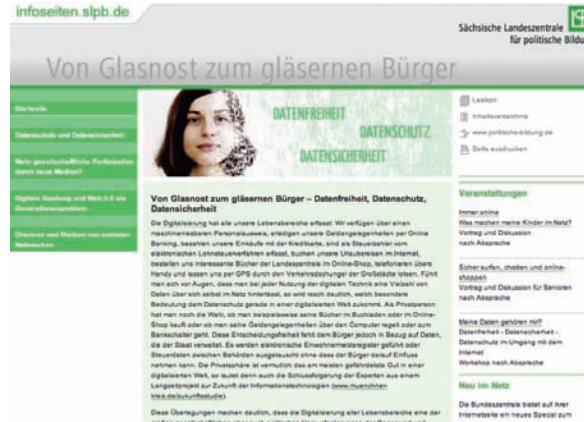 infoseiten.slpb.de
Sächsische Landeszentrale
für politische Bildu
Von Glasnost zum gläsernen Bürger
Startseite
Datenschutz und Datensicherheit
Mehr gesellschaftliche Partizipation
durch neue Medien?
Digitale Spaltung und Web 2.0 als
Generationenproblem
Chancen und Risiken von sozialen
Netzwerken
DATENFREIHEIT
DATENSCHUTZ
DATENSICHERHEIT
Von Glasnost zum gläsernen Bürger – Datenfreiheit, Datenschutz,
Datensicherheit
Die Digitalisierung hat alle unsere Lebensbereiche erfasst: Wir verfügen über einen
maschinenlesbaren Personalausweis, erledigen unsere Geldangelegenheiten per Online
Banking, bezahlen unsere Einkäufe mit der Kreditkarte, sind als Steuerzahler vom
elektronischen Lohnsteuerverfahren erfasst, buchen unsere Urlaubsreisen im Internet,
bestellen uns interessante Bücher der Landeszentrale im Online-Shop, telefonieren übers
Handy und lassen uns per GPS durch den Verkehrsdschungel der Großstädte lotsen. Führt
man sich vor Augen, dass man bei jeder Nutzung der digitalen Technik eine Vielzahl von
Daten über sich selbst im Netz hinterlässt, so wird rasch deutlich, welch besondere
Bedeutung dem Datenschutz gerade in einer digitalisierten Welt zukommt. Als Privatperson
hat man noch die Wahl, ob man beispielsweise seine Bücher im Buchladen oder im Online-
Shop kauft oder ob man seine Geldangelegenheiten über den Computer regelt oder zum
Bankschalter geht. Diese Entscheidungsfreiheit fehlt dem Bürger jedoch in Bezug auf Daten,
die der Staat verwaltet. Es werden elektronische Einwohnermelderegister geführt oder
Steuerdaten zwischen Behörden ausgetauscht ohne dass der Bürger darauf Einfluss
nehmen kann. Die Privatsphäre ist vermutlich das am meisten gefährdetste Gut in einer
digitalisierten Welt, so lautet denn auch die Schlussfolgerung der Experten aus einem
Langzeitprojekt zur Zukunft der Informationstechnologien (www.muenchner-
kreis.de/zukunftsstudie).
Diese Überlegungen machen deutlich, dass die Digitalisierung aller Lebensbereiche eine der
Lexikon
Inhaltsverzeichnis
www.politische-bildung.de
Seite ausdrucken
Veranstaltungen
Immer online
Was machen meine Kinder im Netz?
Vortrag und Diskussion
nach Absprache
Sicher surfen, chatten und online-
shoppen
Vortrag und Diskussion für Senioren
nach Absprache
Meine Daten gehören mir?
Datenfreiheit - Datensicherheit -
Datenschutz im Umgang mit dem
Internet
Workshop nach Absprache
Neu im Netz
Die Bundeszentrale bietet auf ihrer
Internetseite ein neues Spezial zum